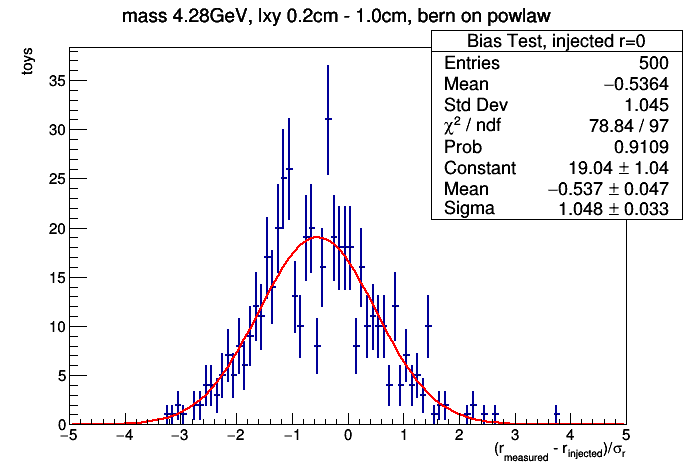 mass 4.28GeV, lxy 0.2cm - 1.0cm, bern on powlaw
Bias Test, injected r=0
Entries 500
Mean −0.5364
Std Dev 1.045
χ² / ndf 78.84 / 97
Prob 0.9109
Constant 19.04 ± 1.04
Mean −0.537 ± 0.047
Sigma 1.048 ± 0.033
toys
35
30
25
20
15
10
5
0
−5 −4 −3 −2 −1 0 1 2 3 4 5
(r_measured - r_injected)/σ_r